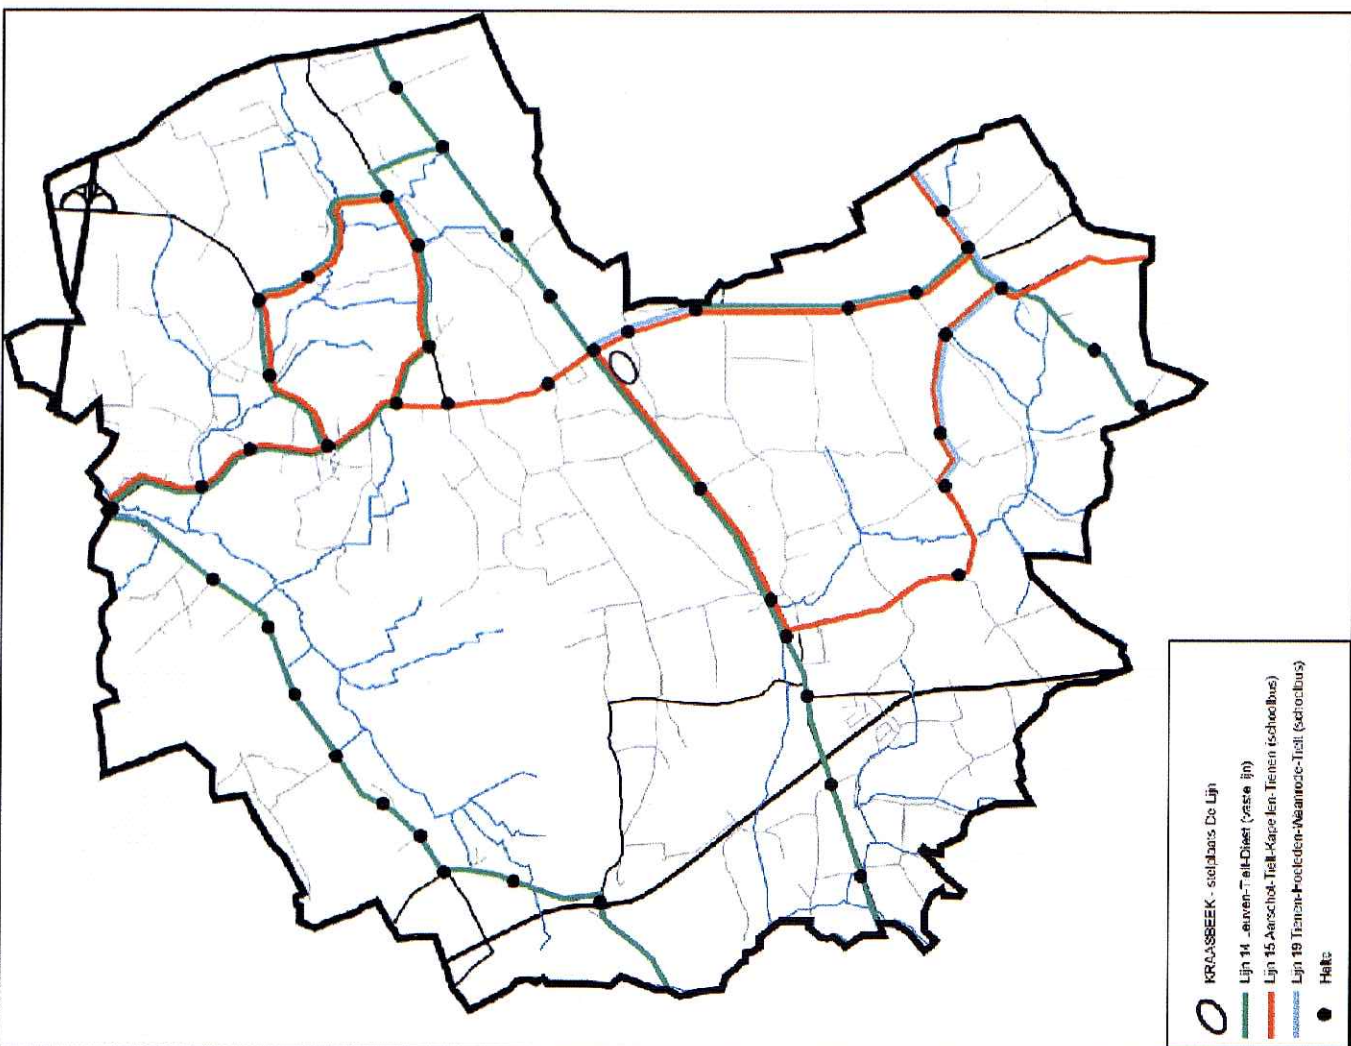 KRAASBEEK - stelplaats De Lijn
Lijn 14 Leuven-Tielt-Diest (vaste lijn)
Lijn 15 Aarschot-Tielt-Kapellen-Tienen (schoolbus)
Lijn 19 Tienen-Hoeleden-Waanrode-Tielt (schoolbus)
Halte